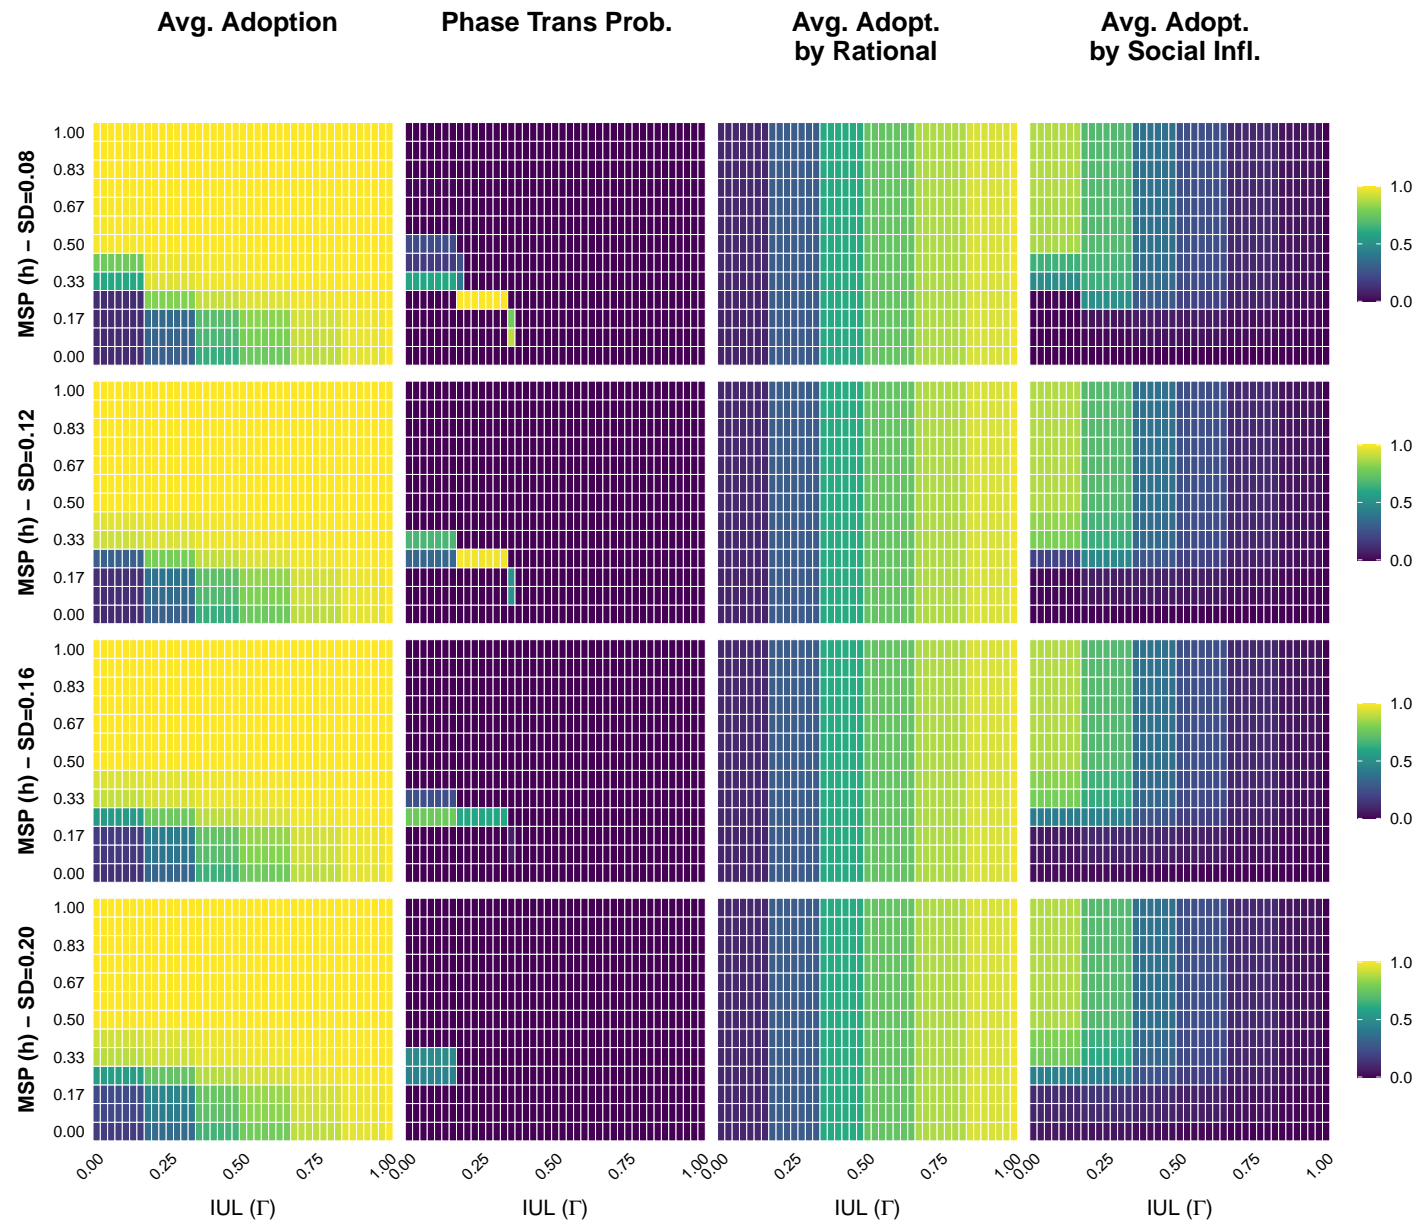 Avg. Adoption
Phase Trans Prob.
Avg. Adopt.
by Rational
Avg. Adopt.
by Social Infl.
MSP (h) − SD=0.08
1.00
0.83
0.67
0.50
0.33
0.17
0.00
1.0
0.5
0.0
MSP (h) − SD=0.12
1.00
0.83
0.67
0.50
0.33
0.17
0.00
1.0
0.5
0.0
MSP (h) − SD=0.16
1.00
0.83
0.67
0.50
0.33
0.17
0.00
1.0
0.5
0.0
MSP (h) − SD=0.20
1.00
0.83
0.67
0.50
0.33
0.17
0.00
1.0
0.5
0.0
0.00 0.25 0.50 0.75 1.00
0.00 0.25 0.50 0.75 1.00
0.00 0.25 0.50 0.75 1.00
0.00 0.25 0.50 0.75 1.00
IUL (Γ)
IUL (Γ)
IUL (Γ)
IUL (Γ)